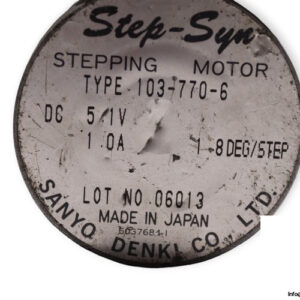 Step-Syn
STEPPING MOTOR
TYPE 103-770-6
DC 5/1V
1.0A 1.8DEG/STEP
LOT NO 06013
MADE IN JAPAN
SANYO DENKI CO., LTD.